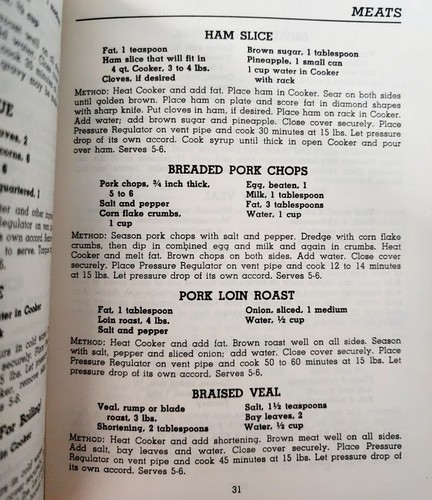 MEATS
HAM SLICE
Fat, 1 teaspoon
Ham slice that will fit in
4 qt. Cooker, 3 to 4 lbs.
Cloves, if desired
Brown sugar, 1 tablespoon
Pineapple, 1 small can
1 cup water in Cooker
with rack
METHOD: Heat Cooker and add fat. Place ham in Cooker. Sear on both sides
until golden brown. Place ham on plate and score fat in diamond shapes
with sharp knife. Put cloves in ham, if desired. Place ham on rack in Cooker.
Add water; add brown sugar and pineapple. Close cover securely. Place
Pressure Regulator on vent pipe and cook 30 minutes at 15 lbs. Let pressure
drop of its own accord. Cook syrup until thick in open Cooker and pour
over ham. Serves 5-6.
BREADED PORK CHOPS
Pork chops, ¾ inch thick,
5 to 6
Salt and pepper
Corn flake crumbs,
1 cup
Egg, beaten, 1
Milk, 1 tablespoon
Fat, 3 tablespoons
Water, 1 cup
METHOD: Season pork chops with salt and pepper. Dredge with corn flake
crumbs, then dip in combined egg and milk and again in crumbs. Heat
Cooker and melt fat. Brown chops on both sides. Add water. Close cover
securely. Place Pressure Regulator on vent pipe and cook 12 to 14 minutes
at 15 lbs. Let pressure drop of its own accord. Serves 5-6.
PORK LOIN ROAST
Fat, 1 tablespoon
Loin roast, 4 lbs.
Salt and pepper
Onion, sliced, 1 medium
Water, ½ cup
METHOD: Heat Cooker and add fat. Brown roast well on all sides. Season
with salt, pepper and sliced onion; add water. Close cover securely. Place
Pressure Regulator on vent pipe and cook 50 to 60 minutes at 15 lbs. Let
pressure drop of its own accord. Serves 5-6.
BRAISED VEAL
Veal, rump or blade
roast, 3 lbs.
Shortening, 2 tablespoons
Salt, 1½ teaspoons
Bay leaves, 2
Water, ½ cup
METHOD: Heat Cooker and add shortening. Brown meat well on all sides.
Add salt, bay leaves and water. Close cover securely. Place Pressure
Regulator on vent pipe and cook 45 minutes at 15 lbs. Let pressure drop of
its own accord. Serves 5-6.
31